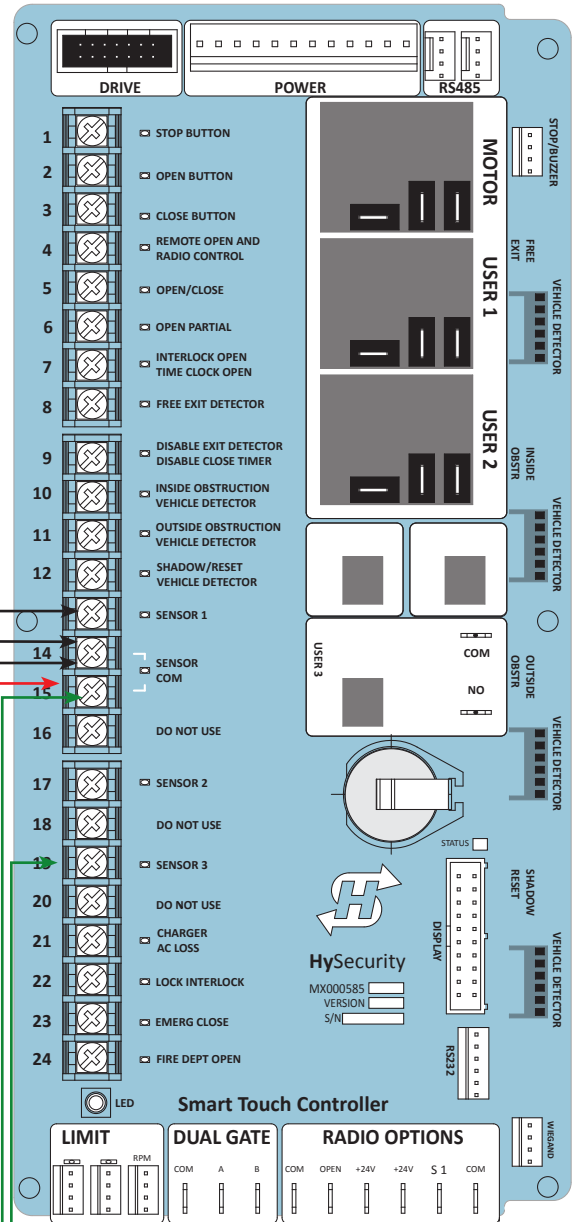 DRIVE
POWER
RS485
1 STOP BUTTON
2 OPEN BUTTON
3 CLOSE BUTTON
4 REMOTE OPEN AND
RADIO CONTROL
5 OPEN/CLOSE
6 OPEN PARTIAL
7 INTERLOCK OPEN
TIME CLOCK OPEN
8 FREE EXIT DETECTOR
9 DISABLE EXIT DETECTOR
DISABLE CLOSE TIMER
10 INSIDE OBSTRUCTION
VEHICLE DETECTOR
11 OUTSIDE OBSTRUCTION
VEHICLE DETECTOR
12 SHADOW/RESET
VEHICLE DETECTOR
SENSOR 1
14 SENSOR
15 COM
16 DO NOT USE
17 SENSOR 2
18 DO NOT USE
19 SENSOR 3
20 DO NOT USE
21 CHARGER
AC LOSS
22 LOCK INTERLOCK
23 EMERG CLOSE
24 FIRE DEPT OPEN
MOTOR
USER 1
USER 2
USER 3
COM
NO
STOP/BUZZER
FREE
EXIT
VEHICLE DETECTOR
INSIDE
OBSTR
VEHICLE DETECTOR
OUTSIDE
OBSTR
VEHICLE DETECTOR
SHADOW
RESET
VEHICLE DETECTOR
STATUS
DISPLAY
HySecurity
MX000585
VERSION
S/N
RS232
WIEGAND
LED
Smart Touch Controller
LIMIT
RPM
DUAL GATE
COM A B
RADIO OPTIONS
COM OPEN +24V +24V S 1 COM